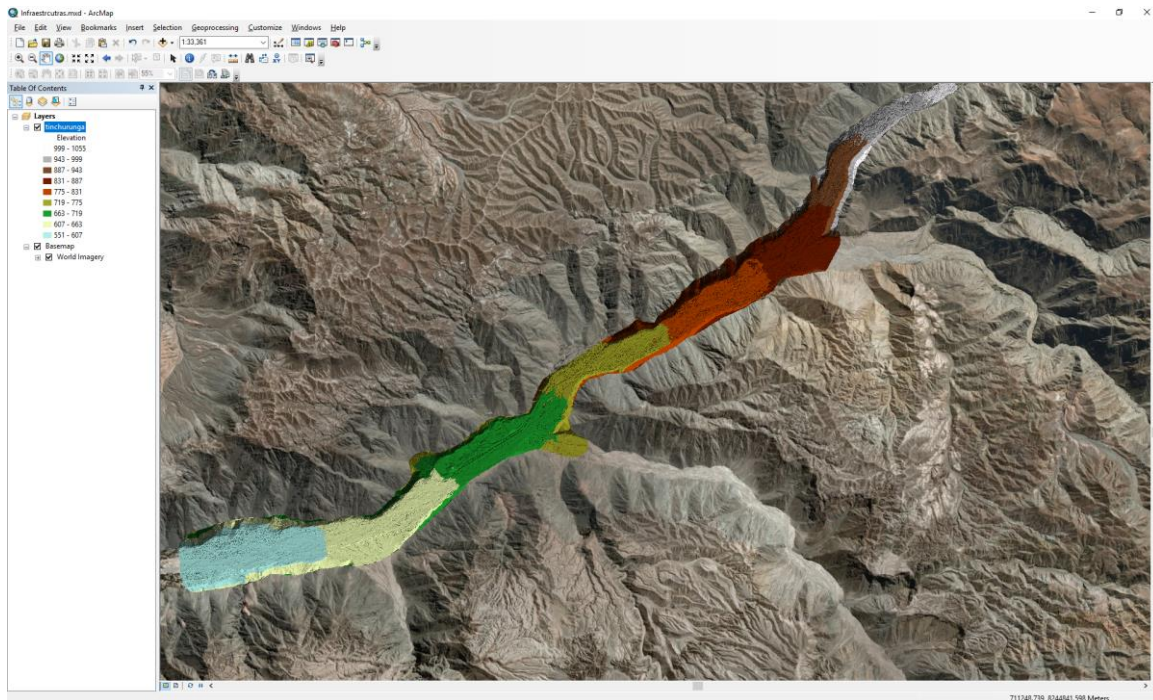 Infraestrcutras.mxd - ArcMap
File Edit View Bookmarks Insert Selection Geoprocessing Customize Windows Help
1:33,361
55%
Table Of Contents
Layers
tinchurunga
Elevation
999 - 1055
943 - 999
887 - 943
831 - 887
775 - 831
719 - 775
663 - 719
607 - 663
551 - 607
Basemap
World Imagery
711248.739 8244841.598 Meters